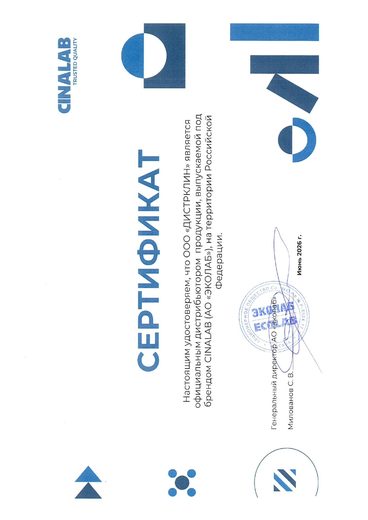 CINALAB
TRUSTED QUALITY
СЕРТИФИКАТ
Настоящим удостоверяем, что ООО «ДИСТРКЛИН» является
официальным дистрибьютором продукции, выпускаемой под
брендом CINALAB (АО «ЭКОЛАБ»), на территории Российской
Федерации.
Генеральный директор АО «Эколаб»
Милованов С. В.
Июнь 2026 г.
ЭКОЛАБ
ECOLAB